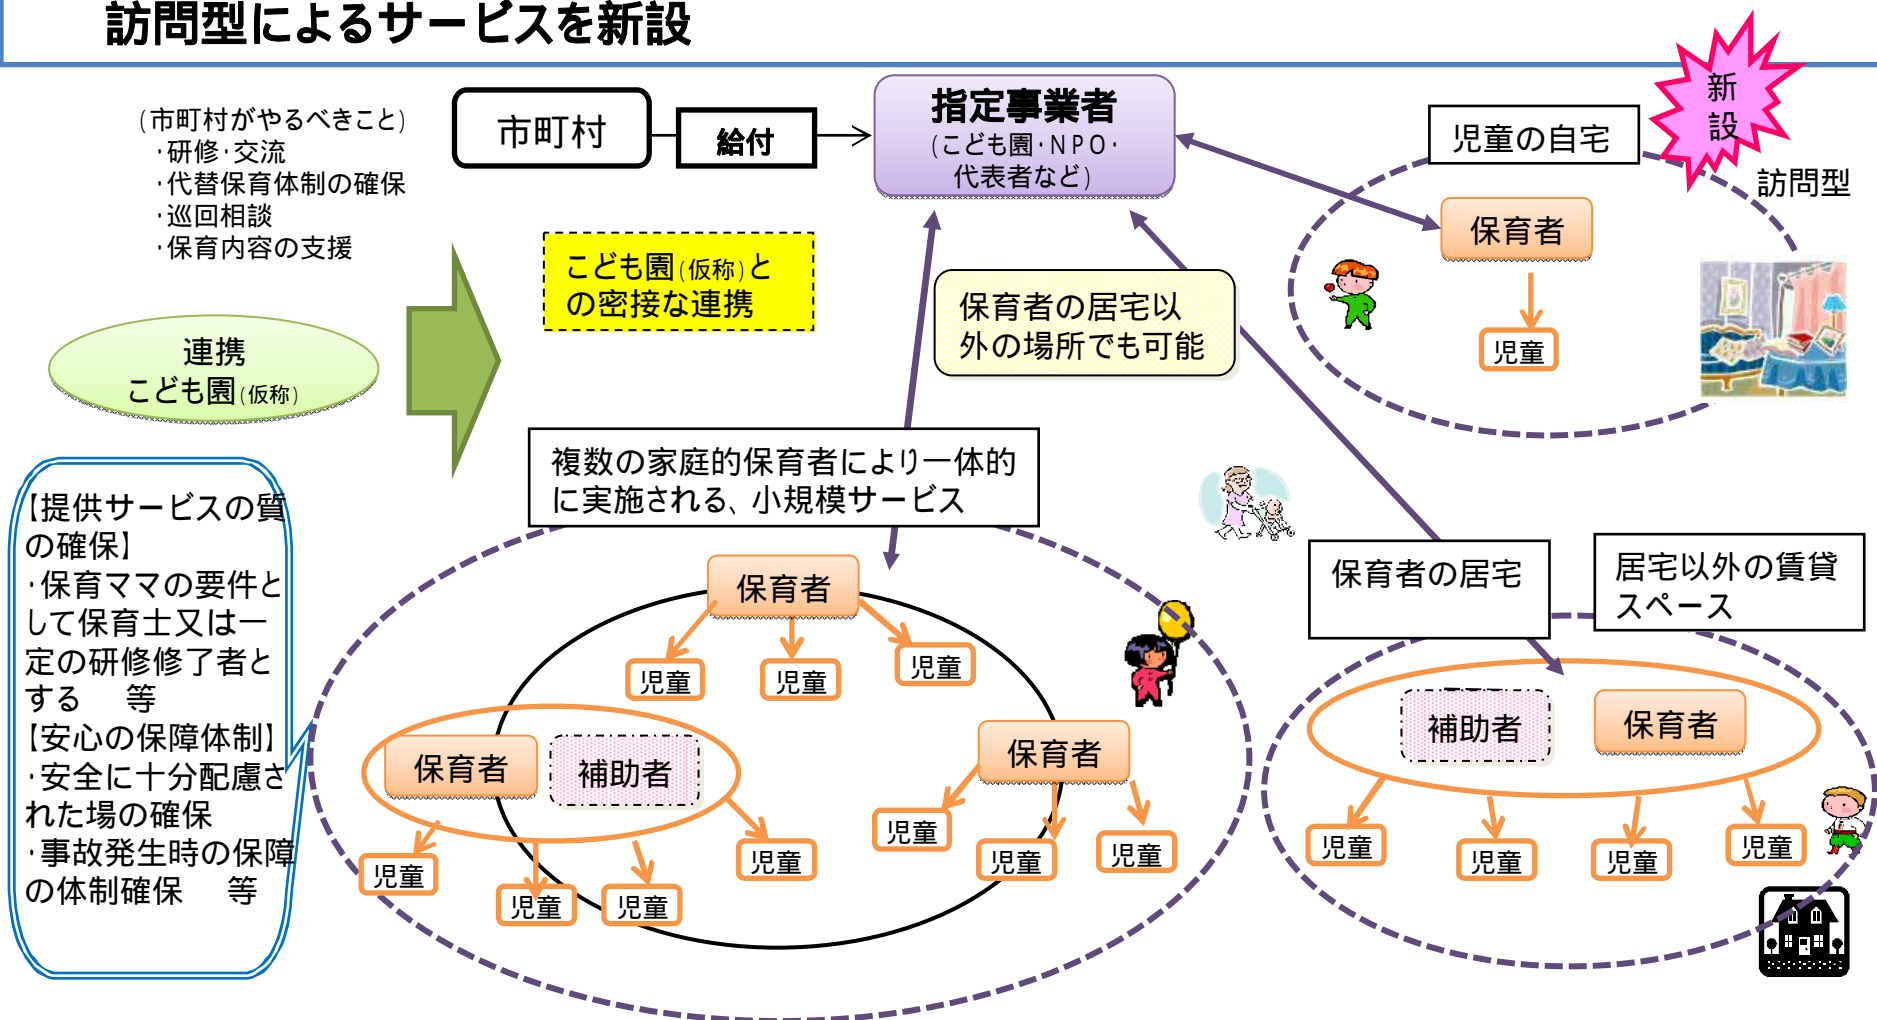 訪問型によるサービスを新設
新
設
(市町村がやるべきこと)
・研修・交流
・代替保育体制の確保
・巡回相談
・保育内容の支援
市町村
給付
指定事業者
(こども園・NPO・
代表者など)
児童の自宅
訪問型
保育者
児童
こども園(仮称)と
の密接な連携
保育者の居宅以
外の場所でも可能
連携
こども園(仮称)
複数の家庭的保育者により一体的
に実施される、小規模サービス
【提供サービスの質
の確保】
・保育ママの要件と
して保育士又は一
定の研修修了者と
する 等
【安心の保障体制】
・安全に十分配慮さ
れた場の確保
・事故発生時の保障
の体制確保 等
保育者
児童
児童
児童
保育者
補助者
児童
児童
児童
児童
保育者
児童
児童
児童
保育者の居宅
居宅以外の賃貸
スペース
補助者
保育者
児童
児童
児童
児童